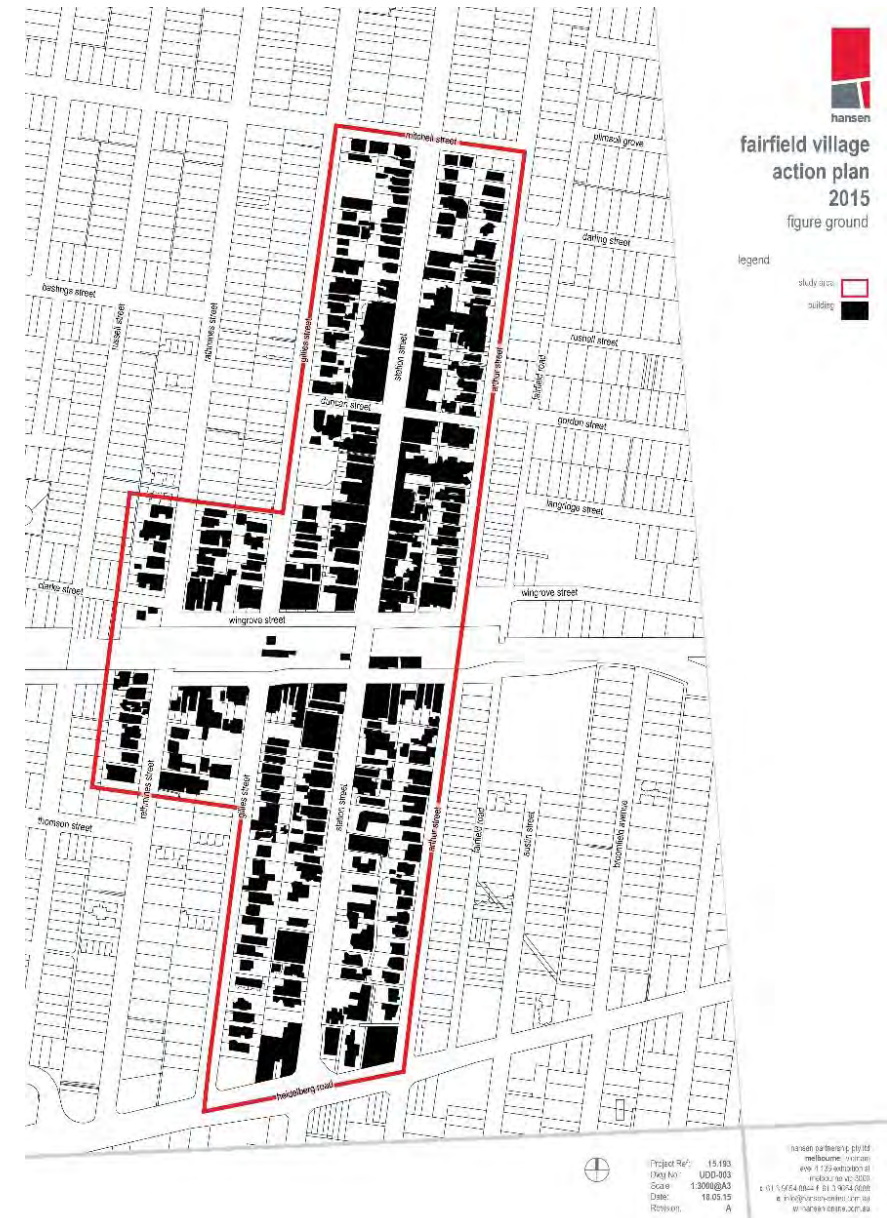 hansen
fairfield village
action plan
2015
figure ground
legend
study area
building
mitchell street
plimsoll grove
darling street
bastings street
russell street
rathmines street
gillies street
station street
arthur street
fairfield road
rushall street
duncan street
gordon street
langridge street
clarke street
wingrove street
wingrove street
rathmines street
gillies street
station street
arthur street
fairfield road
austin street
broomfield avenue
thomson street
heidelberg road
Project Ref: 15.193
Dwg No.: UDD-003
Scale 1:3000@A3
Date: 18.05.15
Revision: A
hansen partnership pty ltd
melbourne